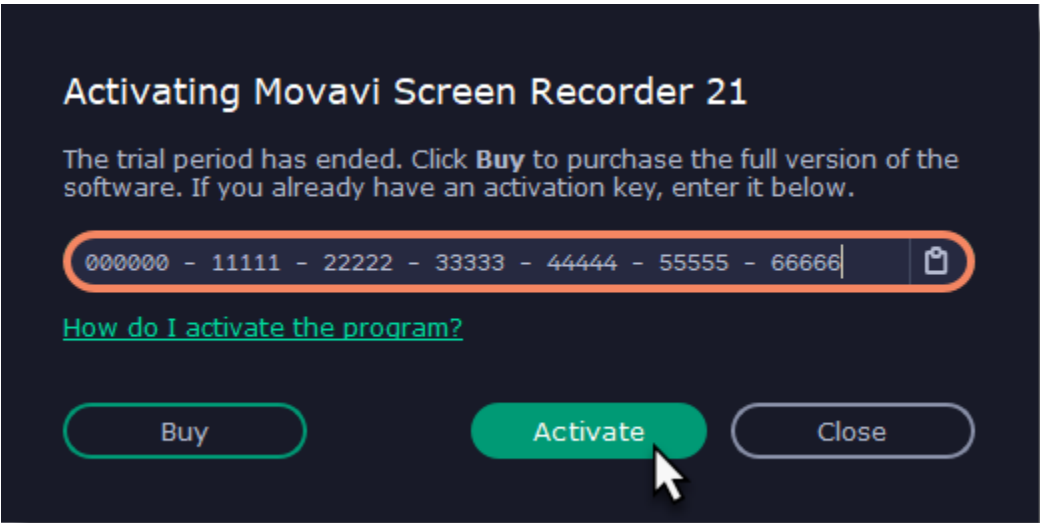 Activating Movavi Screen Recorder 21
The trial period has ended. Click Buy to purchase the full version of the
software. If you already have an activation key, enter it below.
000000 - 11111 - 22222 - 33333 - 44444 - 55555 - 66666
How do I activate the program?
Buy
Activate
Close